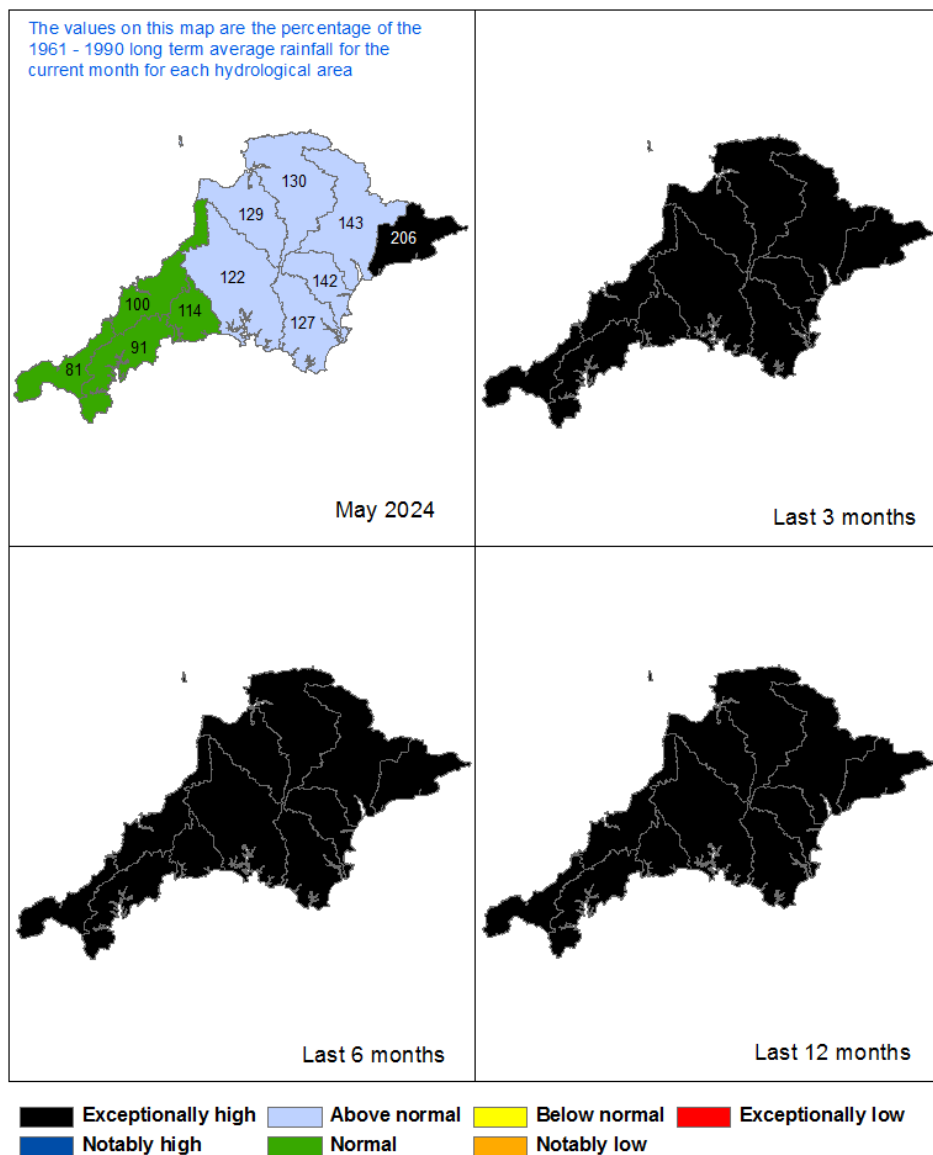 The values on this map are the percentage of the
1961 - 1990 long term average rainfall for the
current month for each hydrological area
130
129
143
206
122
142
100
114
127
91
81
May 2024
Last 3 months
Last 6 months
Last 12 months
Exceptionally high Above normal Below normal Exceptionally low
Notably high Normal Notably low